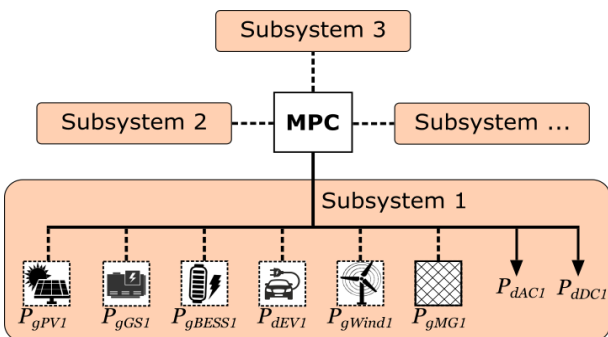 Subsystem 3
Subsystem 2
MPC
Subsystem ...
Subsystem 1
PgPV1
PgGS1
PgBESS1
PdEV1
PgWind1
PgMG1
PdAC1
PdDC1